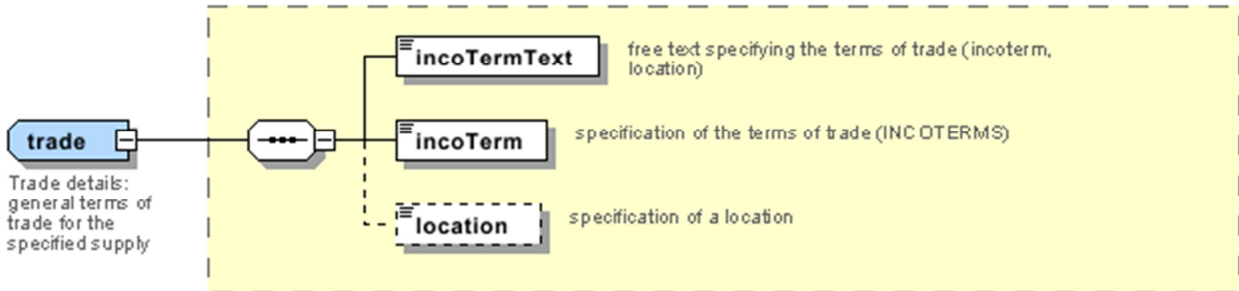 incoTermText
free text specifying the terms of trade (incoterm,
location)
trade
incoTerm
specification of the terms of trade (INCOTERMS)
Trade details:
general terms of
trade for the
specified supply
location
specification of a location